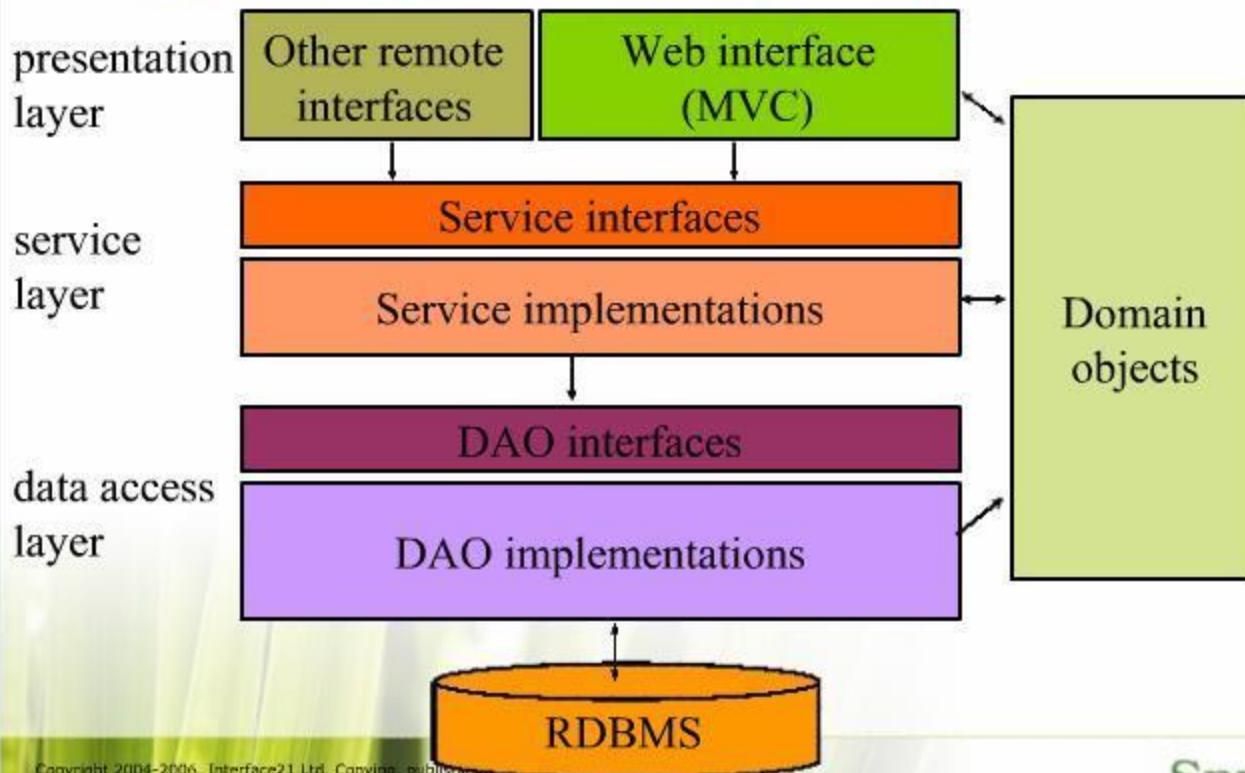 presentation
layer
Other remote
interfaces
Web interface
(MVC)
service
layer
Service interfaces
Service implementations
Domain
objects
data access
layer
DAO interfaces
DAO implementations
RDBMS
Copyright 2004-2006, Interface21 Ltd. Copying,